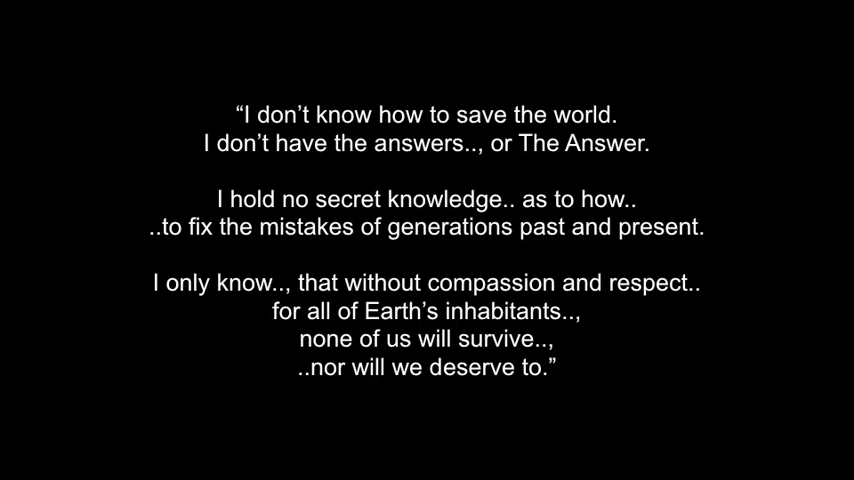 “I don’t know how to save the world.
I don’t have the answers.., or The Answer.
I hold no secret knowledge.. as to how..
..to fix the mistakes of generations past and present.
I only know.., that without compassion and respect..
for all of Earth’s inhabitants..,
none of us will survive..,
..nor will we deserve to.”